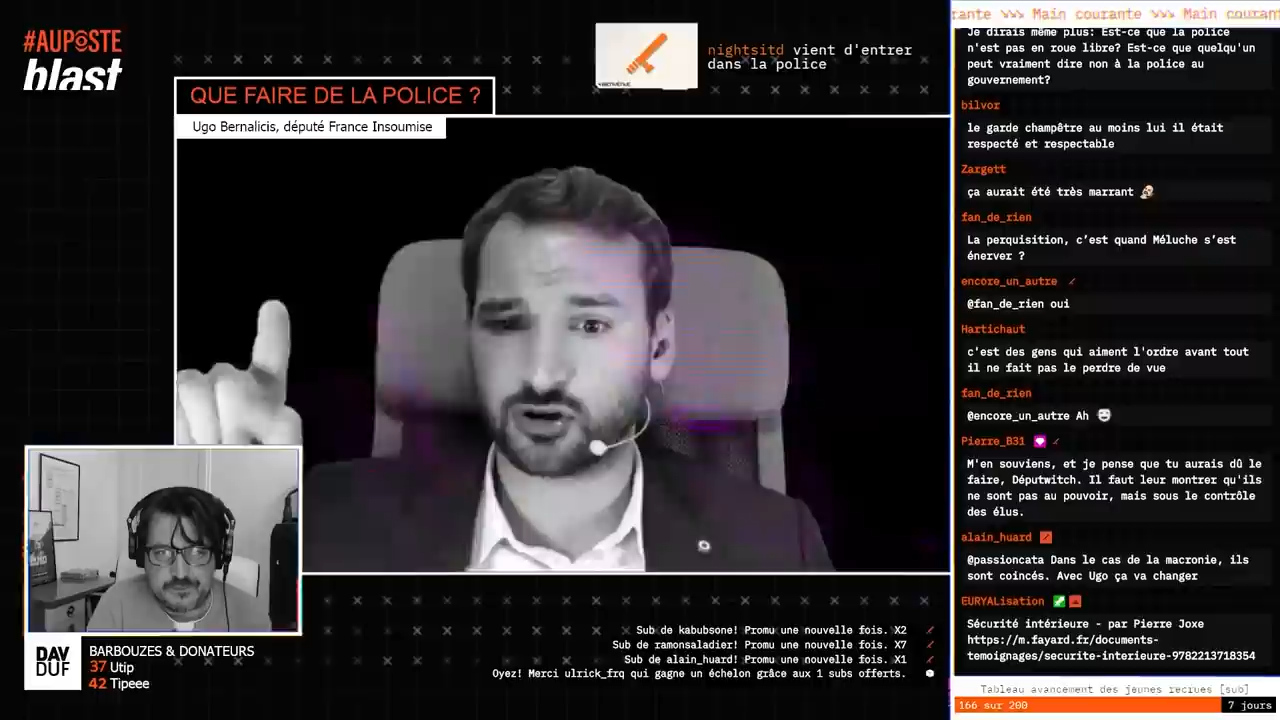 #AUPOSTE
blast
QUE FAIRE DE LA POLICE ?
Ugo Bernalicis, député France Insoumise
nightsitd vient d'entrer
dans la police
rante >>> Main courante >>> Main courant
Je dirais même plus: Est-ce que la police
n'est pas en roue libre? Est-ce que quelqu'un
peut vraiment dire non à la police au
gouvernement?
bilvor
le garde champêtre au moins lui il était
respecté et respectable
Zargett
ça aurait été très marrant
fan_de_rien
La perquisition, c’est quand Méluche s’est
énerver ?
encore_un_autre
@fan_de_rien oui
Hartichaut
c'est des gens qui aiment l'ordre avant tout
il ne fait pas le perdre de vue
fan_de_rien
@encore_un_autre Ah
Pierre_B31
M'en souviens, et je pense que tu aurais dû le
faire, Députwitch. Il faut leur montrer qu'ils
ne sont pas au pouvoir, mais sous le contrôle
des élus.
alain_huard
@passioncata Dans le cas de la macronie, ils
sont coincés. Avec Ugo ça va changer
EURYALisation
Sécurité intérieure - par Pierre Joxe
https://m.fayard.fr/documents-
temoignages/securite-interieure-9782213718354
Tableau avancement des jeunes recrues [sub]
166 sur 200
7 jours
DAV
DUF
BARBOUZES & DONATEURS
37 Utip
42 Tipeee
Sub de kabubsone! Promu une nouvelle fois. X2
Sub de ramonsaladier! Promu une nouvelle fois. X7
Sub de alain_huard! Promu une nouvelle fois. X1
Oyez! Merci ulrick_frq qui gagne un échelon grâce aux 1 subs offerts.